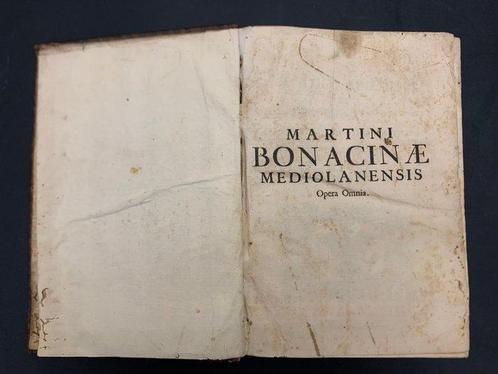 MARTINI
BONACINÆ
MEDIOLANENSIS
Opera Omnia.